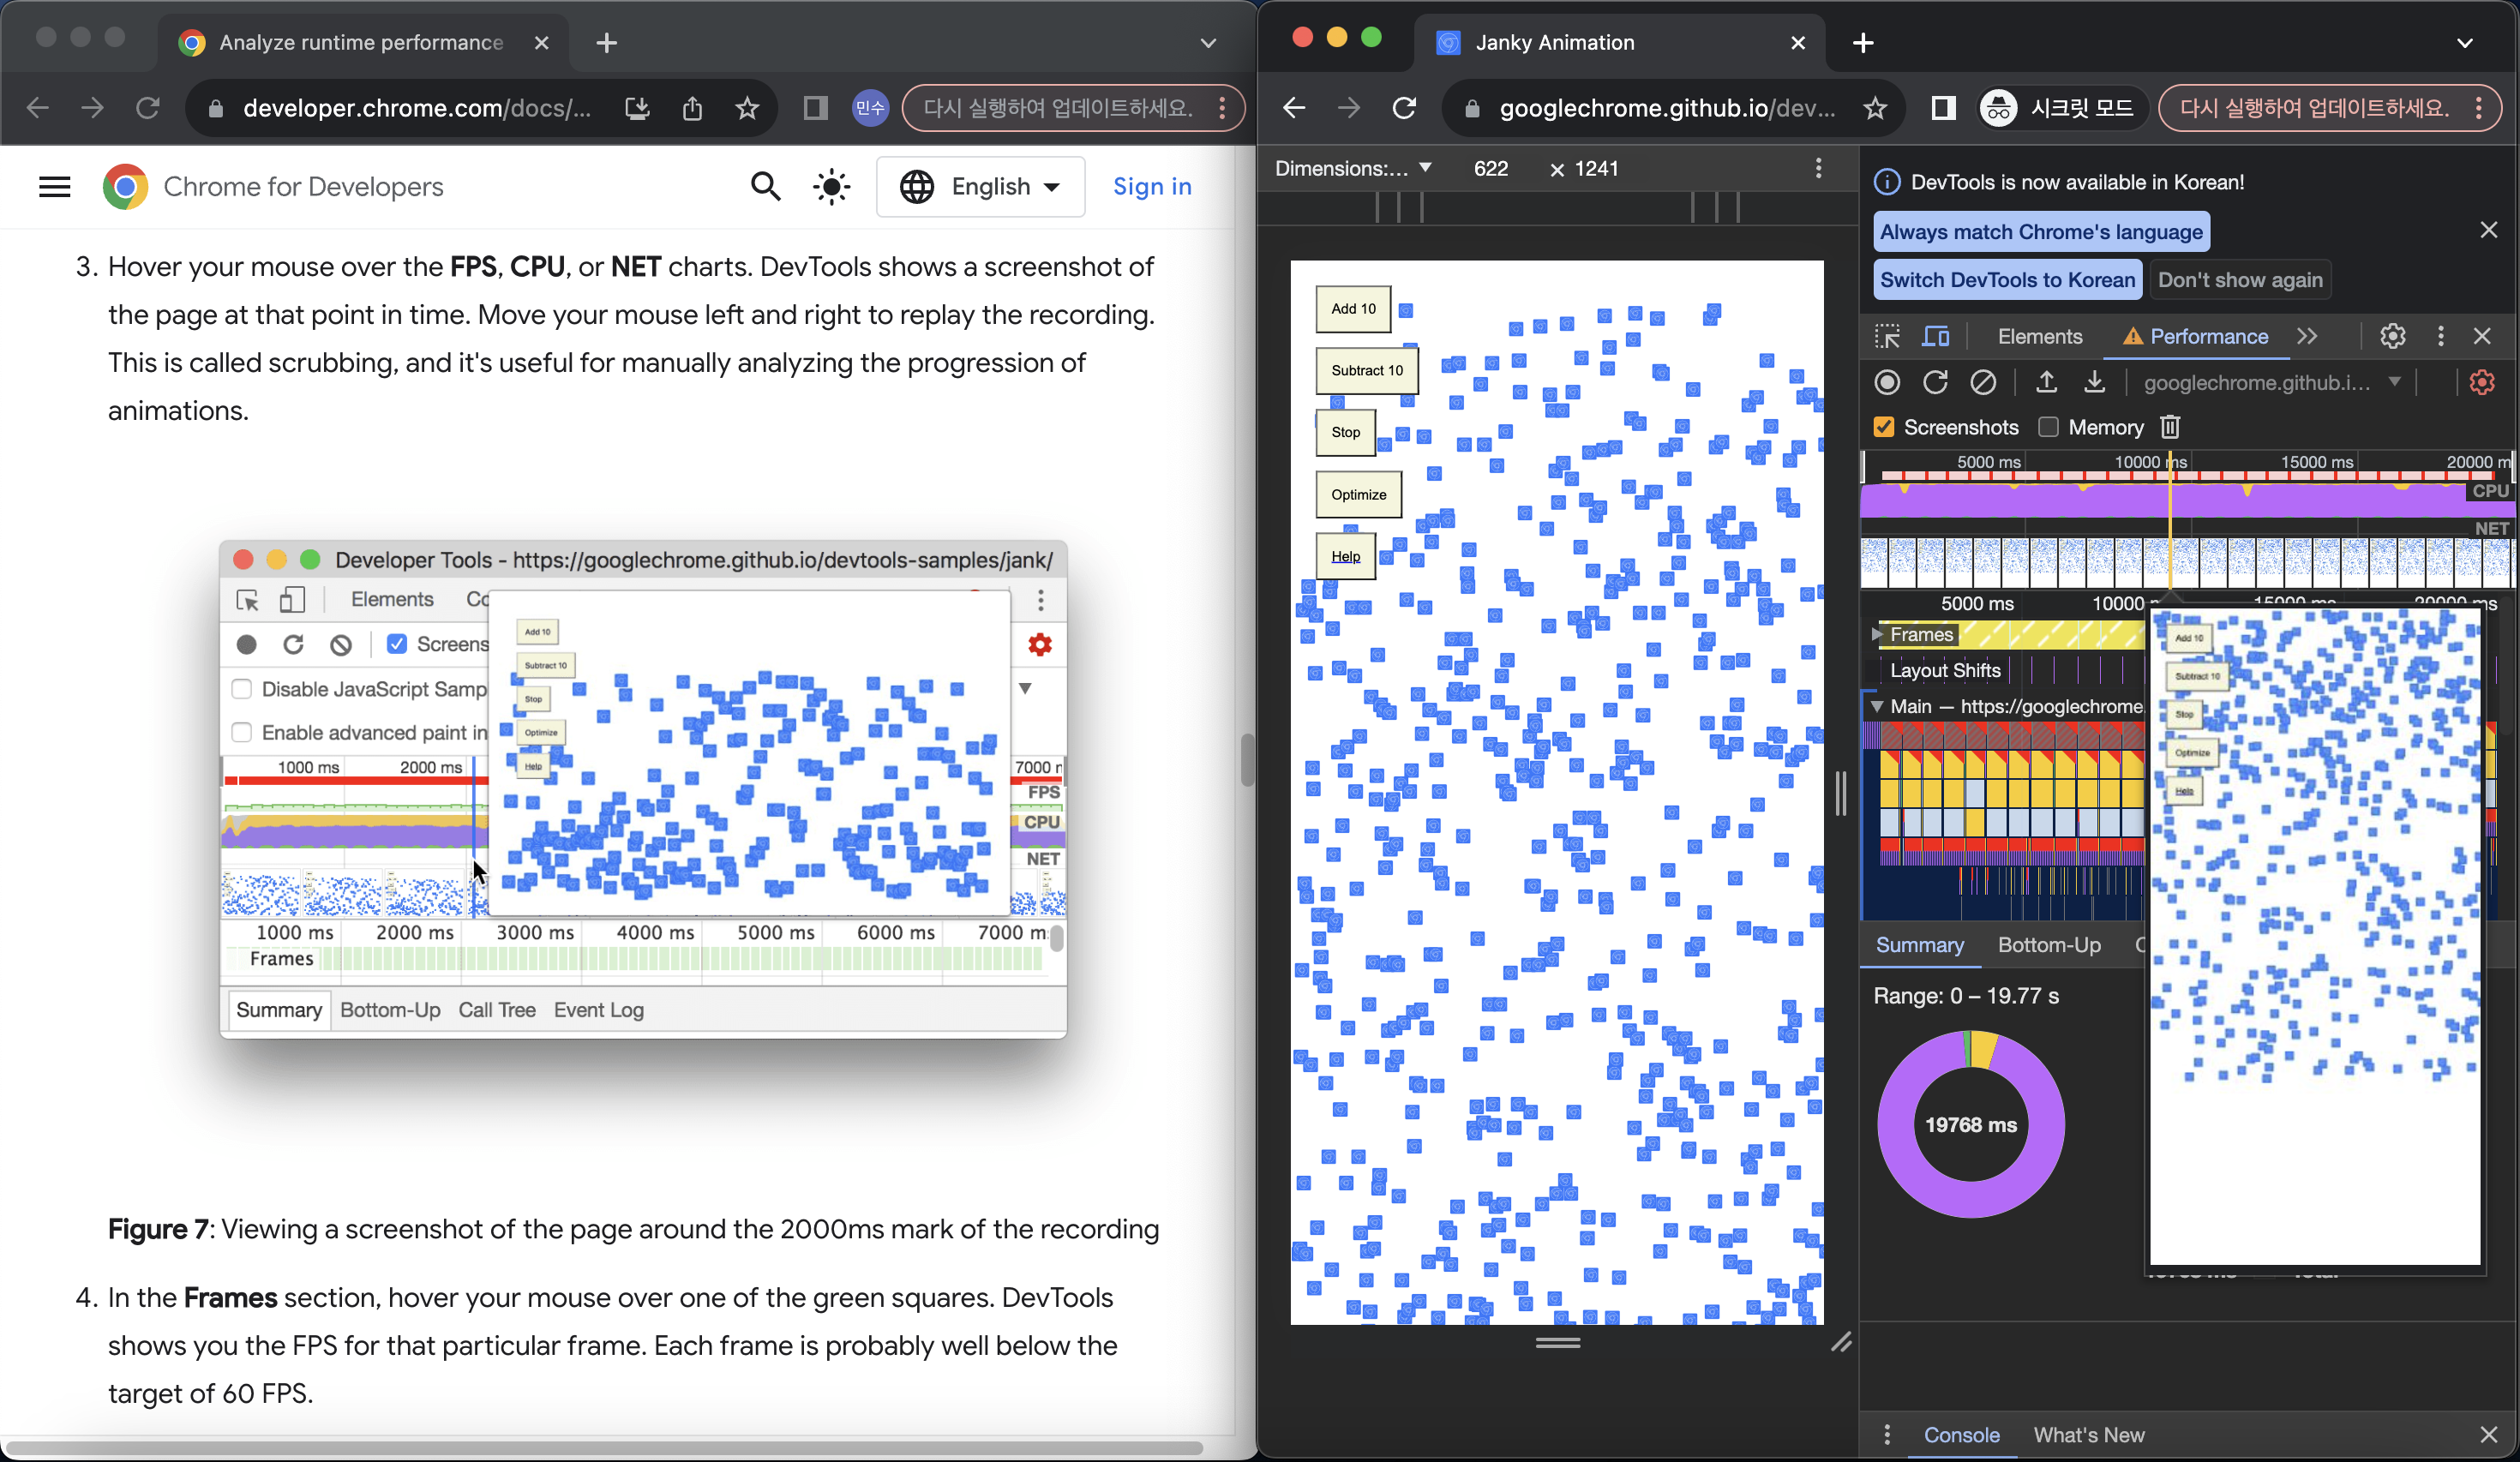 Analyze runtime performance
developer.chrome.com/docs/...
민수
다시 실행하여 업데이트하세요.
Chrome for Developers
English
Sign in
3. Hover your mouse over the FPS, CPU, or NET charts. DevTools shows a screenshot of
the page at that point in time. Move your mouse left and right to replay the recording.
This is called scrubbing, and it's useful for manually analyzing the progression of
animations.
Developer Tools - https://googlechrome.github.io/devtools-samples/jank/
Elements
Screens
Disable JavaScript Samp
Enable advanced paint in
Add 10
Subtract 10
Stop
Optimize
Help
1000 ms 2000 ms
FPS
CPU
NET
1000 ms 2000 ms 3000 ms 4000 ms 5000 ms 6000 ms
Frames
Summary Bottom-Up Call Tree Event Log
Figure 7: Viewing a screenshot of the page around the 2000ms mark of the recording
4. In the Frames section, hover your mouse over one of the green squares. DevTools
shows you the FPS for that particular frame. Each frame is probably well below the
target of 60 FPS.
Janky Animation
googlechrome.github.io/dev...
시크릿 모드
다시 실행하여 업데이트하세요.
Dimensions:... 622 × 1241
Add 10
Subtract 10
Stop
Optimize
Help
DevTools is now available in Korean!
Always match Chrome's language
Switch DevTools to Korean Don't show again
Elements Performance
googlechrome.github.i...
Screenshots Memory
5000 ms 10000 ms 15000 ms 20000 m
CPU
NET
5000 ms 10000
Frames
Layout Shifts
Main — https://googlechrome
Add 10
Subtract 10
Stop
Optimize
Help
Summary Bottom-Up
Range: 0 – 19.77 s
19768 ms
Console What's New